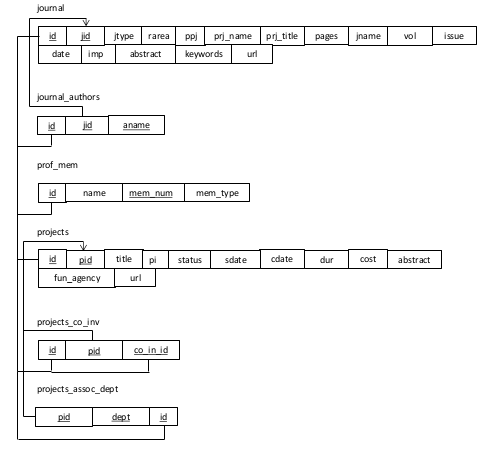 journal
id jid jtype rarea ppj prj_name prj_title pages jname vol issue
date imp abstract keywords url
journal_authors
id jid aname
prof_mem
id name mem_num mem_type
projects
id pid title pi status sdate cdate dur cost abstract
fun_agency url
projects_co_inv
id pid co_in_id
projects_assoc_dept
pid dept id